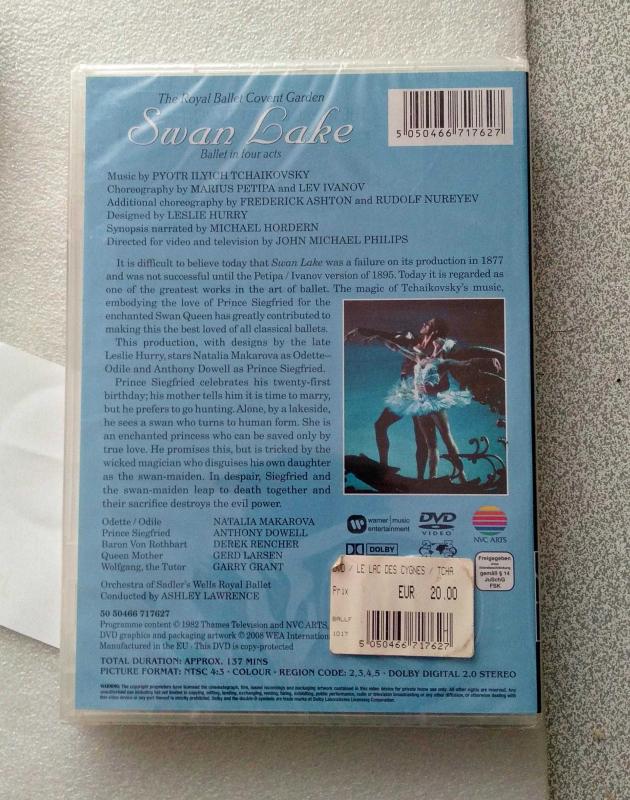 The Royal Ballet Covent Garden
Swan Lake
Ballet in four acts
5 050466 717627
Music by PYOTR ILYICH TCHAIKOVSKY
Choreography by MARIUS PETIPA and LEV IVANOV
Additional choreography by FREDERICK ASHTON and RUDOLF NUREYEV
Designed by LESLIE HURRY
Synopsis narrated by MICHAEL HORDERN
Directed for video and television by JOHN MICHAEL PHILIPS
It is difficult to believe today that Swan Lake was a failure on its production in 1877
and was not successful until the Petipa / Ivanov version of 1895. Today it is regarded as
one of the greatest works in the art of ballet. The magic of Tchaikovsky's music,
embodying the love of Prince Siegfried for the
enchanted Swan Queen has greatly contributed to
making this the best loved of all classical ballets.
This production, with designs by the late
Leslie Hurry, stars Natalia Makarova as Odette–
Odile and Anthony Dowell as Prince Siegfried.
Prince Siegfried celebrates his twenty-first
birthday; his mother tells him it is time to marry,
but he prefers to go hunting. Alone, by a lakeside,
he sees a swan who turns to human form. She is
an enchanted princess who can be saved only by
true love. He promises this, but is tricked by the
wicked magician who disguises his own daughter
as the swan-maiden. In despair, Siegfried and
the swan-maiden leap to death together and
their sacrifice destroys the evil power.
Odette / Odile NATALIA MAKAROVA
Prince Siegfried ANTHONY DOWELL
Baron Von Rothbart DEREK RENCHER
Queen Mother GERD LARSEN
Wolfgang, the Tutor GARRY GRANT
Orchestra of Sadler's Wells Royal Ballet
Conducted by ASHLEY LAWRENCE
warner music
entertainment
DVD
VIDEO
NVC ARTS
DOLBY
Freigegeben
ohne
Altersbeschränkung
gemäß § 14
JuSchG
FSK
DVD / LE LAC DES CYGNES / TCHA
Prix EUR 20.00
BALLF
1017
H
5 050466 717627
50 50466 717627
Programme content © 1982 Thames Television and NVC ARTS
DVD graphics and packaging artwork © 2008 WEA Internation
Manufactured in the EU · This DVD is copy-protected
TOTAL DURATION: APPROX. 137 MINS
PICTURE FORMAT: NTSC 4:3 · COLOUR · REGION CODE: 2,3,4,5 · DOLBY DIGITAL 2.0 STEREO